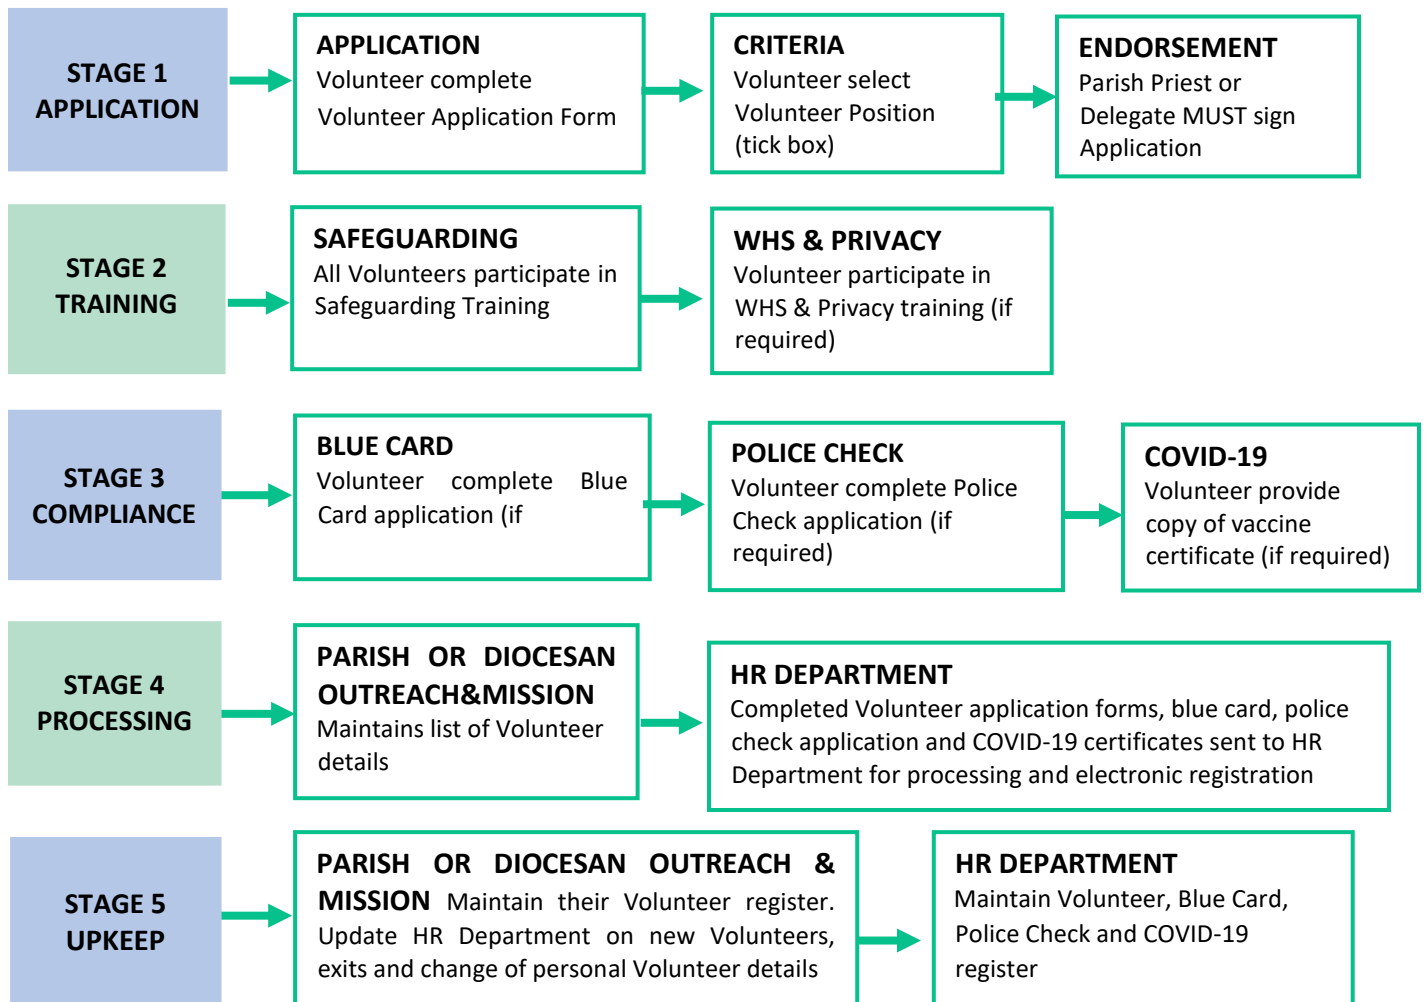 STAGE 1
APPLICATION
APPLICATION
Volunteer complete
Volunteer Application Form
CRITERIA
Volunteer select
Volunteer Position
(tick box)
ENDORSEMENT
Parish Priest or
Delegate MUST sign
Application
STAGE 2
TRAINING
SAFEGUARDING
All Volunteers participate in
Safeguarding Training
WHS & PRIVACY
Volunteer participate in
WHS & Privacy training (if
required)
STAGE 3
COMPLIANCE
BLUE CARD
Volunteer complete Blue
Card application (if
POLICE CHECK
Volunteer complete Police
Check application (if
required)
COVID-19
Volunteer provide
copy of vaccine
certificate (if required)
STAGE 4
PROCESSING
PARISH OR DIOCESAN
OUTREACH&MISSION
Maintains list of Volunteer
details
HR DEPARTMENT
Completed Volunteer application forms, blue card, police
check application and COVID-19 certificates sent to HR
Department for processing and electronic registration
STAGE 5
UPKEEP
PARISH OR DIOCESAN OUTREACH &
MISSION Maintain their Volunteer register.
Update HR Department on new Volunteers,
exits and change of personal Volunteer details
HR DEPARTMENT
Maintain Volunteer, Blue Card,
Police Check and COVID-19
register